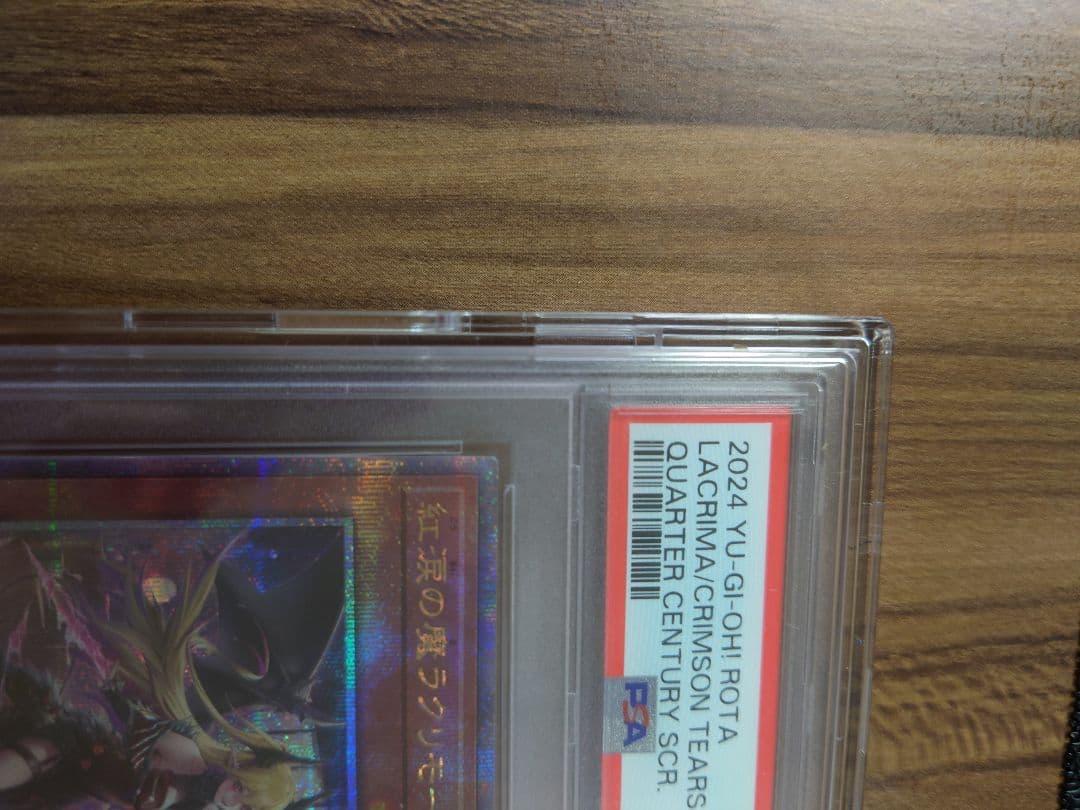 2024 YU-GI-OH! ROTA
LACRIMA/CRIMSON TEARS
QUARTER CENTURY SCR.
PSA
紅涙の魔ラクリモー